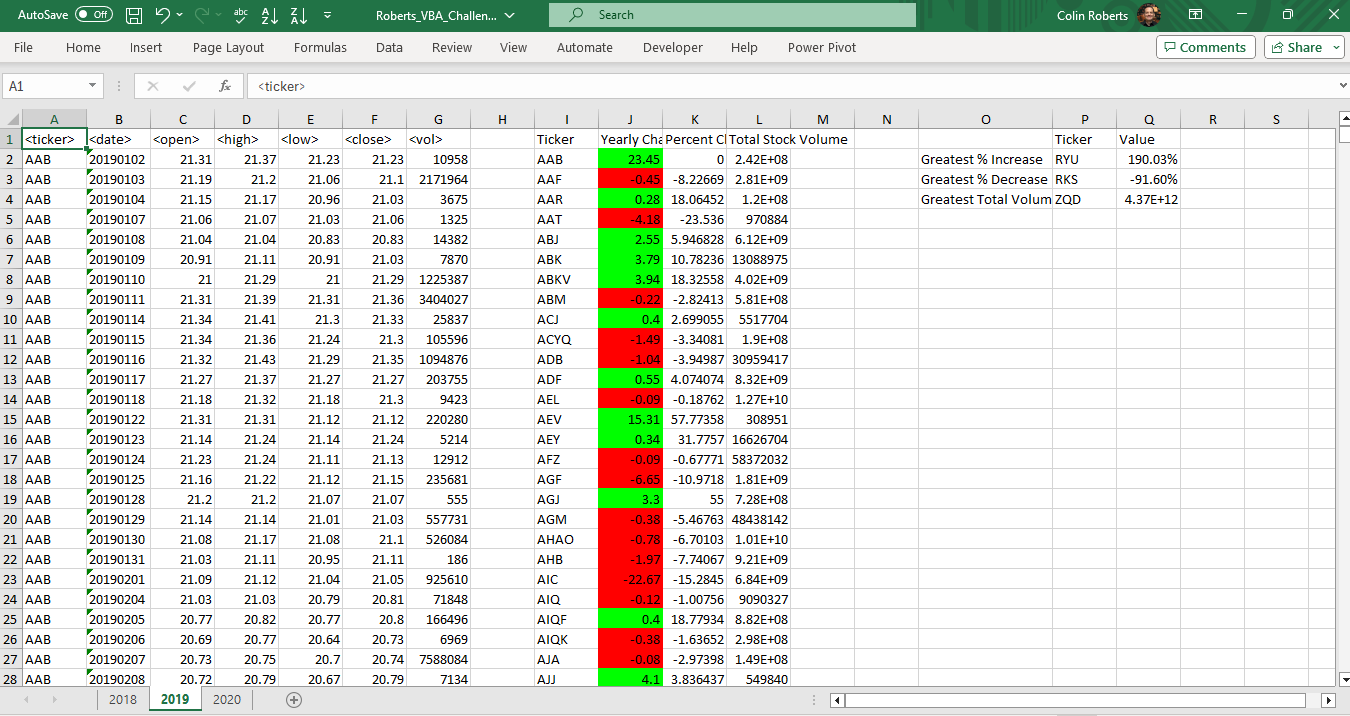 AutoSave Off Roberts_VBA_Challen... Search Colin Roberts
File Home Insert Page Layout Formulas Data Review View Automate Developer Help Power Pivot Comments Share
A1 fx <ticker>
A B C D E F G H I J K L M N O P Q R S
1 <ticker> <date> <open> <high> <low> <close> <vol> Ticker Yearly Cha Percent Cl Total Stock Volume Ticker Value
2 AAB 20190102 21.31 21.37 21.23 21.23 10958 AAB 23.45 0 2.42E+08 Greatest % Increase RYU 190.03%
3 AAB 20190103 21.19 21.2 21.06 21.1 2171964 AAF -0.45 -8.22669 2.81E+09 Greatest % Decrease RKS -91.60%
4 AAB 20190104 21.15 21.17 20.96 21.03 3675 AAR 0.28 18.06452 1.2E+08 Greatest Total Volum ZQD 4.37E+12
5 AAB 20190107 21.06 21.07 21.03 21.06 1325 AAT -4.18 -23.536 970884
6 AAB 20190108 21.04 21.04 20.83 20.83 14382 ABJ 2.55 5.946828 6.12E+09
7 AAB 20190109 20.91 21.11 20.91 21.03 7870 ABK 3.79 10.78236 13088975
8 AAB 20190110 21 21.29 21 21.29 1225387 ABKV 3.94 18.32558 4.02E+09
9 AAB 20190111 21.31 21.39 21.31 21.36 3404027 ABM -0.22 -2.82413 5.81E+08
10 AAB 20190114 21.34 21.41 21.3 21.33 25837 ACJ 0.4 2.699055 5517704
11 AAB 20190115 21.34 21.36 21.24 21.3 105596 ACYQ -1.49 -3.34081 1.9E+08
12 AAB 20190116 21.32 21.43 21.29 21.35 1094876 ADB -1.04 -3.94987 30959417
13 AAB 20190117 21.27 21.37 21.27 21.27 203755 ADF 0.55 4.074074 8.32E+09
14 AAB 20190118 21.18 21.32 21.18 21.3 9423 AEL -0.09 -0.18762 1.27E+10
15 AAB 20190122 21.31 21.31 21.12 21.12 220280 AEV 15.31 57.77358 308951
16 AAB 20190123 21.14 21.24 21.14 21.24 5214 AEY 0.34 31.7757 16626704
17 AAB 20190124 21.23 21.24 21.11 21.13 12912 AFZ -0.09 -0.67771 58372032
18 AAB 20190125 21.16 21.22 21.12 21.15 235681 AGF -6.65 -10.9718 1.81E+09
19 AAB 20190128 21.2 21.2 21.07 21.07 555 AGJ 3.3 55 7.28E+08
20 AAB 20190129 21.14 21.14 21.01 21.03 557731 AGM -0.38 -5.46763 48438142
21 AAB 20190130 21.08 21.17 21.08 21.1 526084 AHAO -0.78 -6.70103 1.01E+10
22 AAB 20190131 21.03 21.11 20.95 21.11 186 AHB -1.97 -7.74067 9.21E+09
23 AAB 20190201 21.09 21.12 21.04 21.05 925610 AIC -22.67 -15.2845 6.84E+09
24 AAB 20190204 21.03 21.03 20.79 20.81 71848 AIQ -0.12 -1.00756 9090327
25 AAB 20190205 20.77 20.82 20.77 20.8 166496 AIQF 0.4 18.77934 8.82E+08
26 AAB 20190206 20.69 20.77 20.64 20.73 6969 AIQK -0.38 -1.63652 2.98E+08
27 AAB 20190207 20.73 20.75 20.7 20.74 7588084 AJA -0.08 -2.97398 1.49E+08
28 AAB 20190208 20.72 20.79 20.67 20.79 7134 AJJ 4.1 3.836437 549840
2018 2019 2020